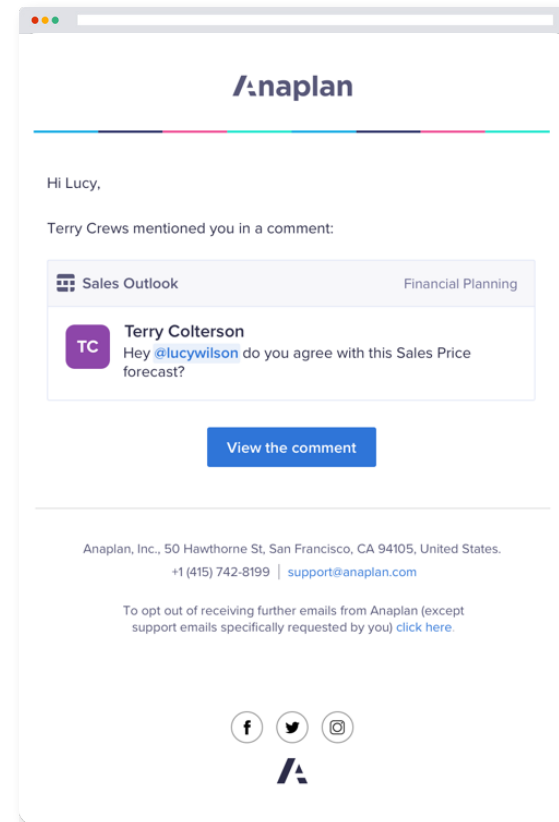 Anaplan
Hi Lucy,
Terry Crews mentioned you in a comment:
Sales Outlook
Financial Planning
TC
Terry Colterson
Hey @lucywilson do you agree with this Sales Price
forecast?
View the comment
Anaplan, Inc., 50 Hawthorne St, San Francisco, CA 94105, United States.
+1 (415) 742-8199 | support@anaplan.com
To opt out of receiving further emails from Anaplan (except
support emails specifically requested by you) click here.